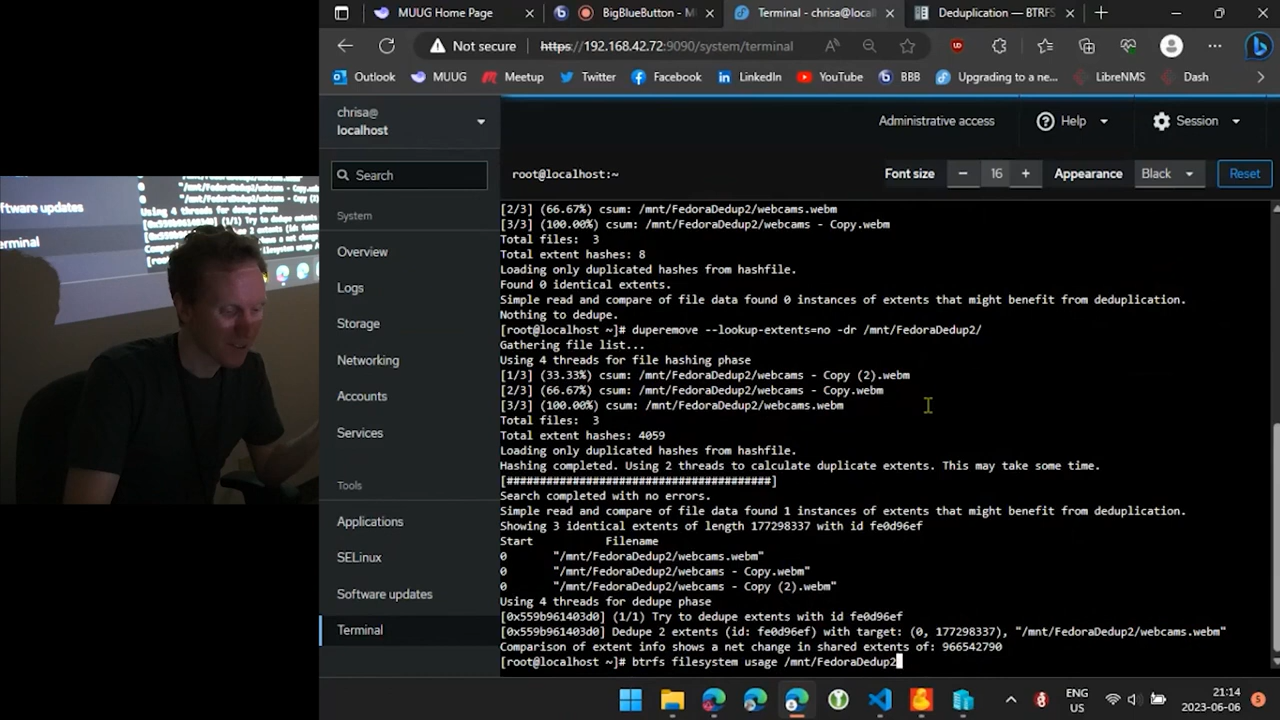 MUUG Home Page
BigBlueButton - M
Terminal - chrisa@local
Deduplication — BTRFS
Not secure
https://192.168.42.72:9090/system/terminal
Outlook
MUUG
Meetup
Twitter
Facebook
LinkedIn
YouTube
BBB
Upgrading to a ne...
LibreNMS
Dash
chrisa@
localhost
Administrative access
Help
Session
Search
root@localhost:~
Font size
16
Appearance
Black
Reset
System
Overview
Logs
Storage
Networking
Accounts
Services
Tools
Applications
SELinux
Software updates
Terminal
[2/3] (66.67%) csum: /mnt/FedoraDedup2/webcams.webm
[3/3] (100.00%) csum: /mnt/FedoraDedup2/webcams - Copy.webm
Total files:  3
Total extent hashes: 8
Loading only duplicated hashes from hashfile.
Found 0 identical extents.
Simple read and compare of file data found 0 instances of extents that might benefit from deduplication.
Nothing to dedupe.
[root@localhost ~]# duperemove --lookup-extents=no -dr /mnt/FedoraDedup2/
Gathering file list...
Using 4 threads for file hashing phase
[1/3] (33.33%) csum: /mnt/FedoraDedup2/webcams - Copy (2).webm
[2/3] (66.67%) csum: /mnt/FedoraDedup2/webcams - Copy.webm
[3/3] (100.00%) csum: /mnt/FedoraDedup2/webcams.webm
Total files:  3
Total extent hashes: 4059
Loading only duplicated hashes from hashfile.
Hashing completed. Using 2 threads to calculate duplicate extents. This may take some time.
[########################################]
Search completed with no errors.
Simple read and compare of file data found 1 instances of extents that might benefit from deduplication.
Showing 3 identical extents of length 177298337 with id fe0d96ef
Start Filename
0 "/mnt/FedoraDedup2/webcams.webm"
0 "/mnt/FedoraDedup2/webcams - Copy.webm"
0 "/mnt/FedoraDedup2/webcams - Copy (2).webm"
Using 4 threads for dedupe phase
[0x559b961403d0] (1/1) Try to dedupe extents with id fe0d96ef
[0x559b961403d0] Dedupe 2 extents (id: fe0d96ef) with target: (0, 177298337), "/mnt/FedoraDedup2/webcams.webm"
Comparison of extent info shows a net change in shared extents of: 966542790
[root@localhost ~]# btrfs filesystem usage /mnt/FedoraDedup2
ENG
US
21:14
2023-06-06
5
ftware updates
erminal